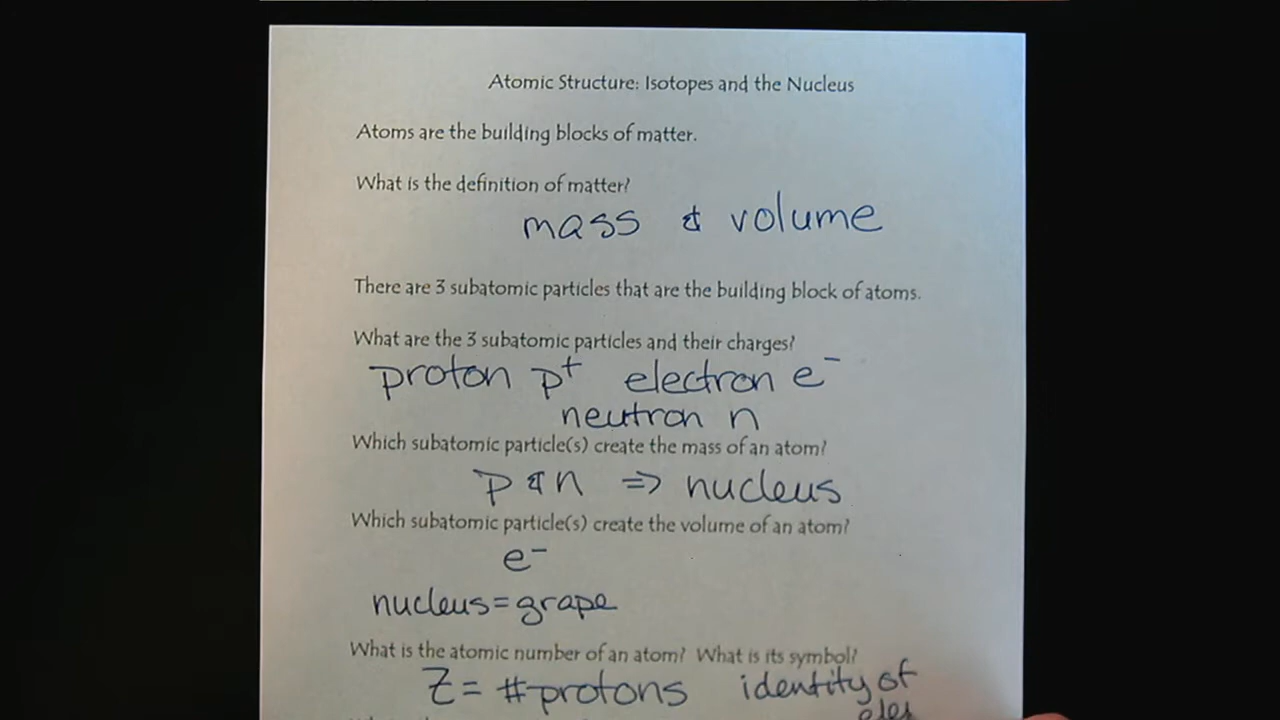 Atomic Structure: Isotopes and the Nucleus
Atoms are the building blocks of matter.
What is the definition of matter?
mass & volume
There are 3 subatomic particles that are the building block of atoms.
What are the 3 subatomic particles and their charges?
proton p⁺ electron e⁻
neutron n
Which subatomic particle(s) create the mass of an atom?
p & n ⇒ nucleus
Which subatomic particle(s) create the volume of an atom?
e⁻
nucleus = grape
What is the atomic number of an atom? What is its symbol?
Z = # protons identity of